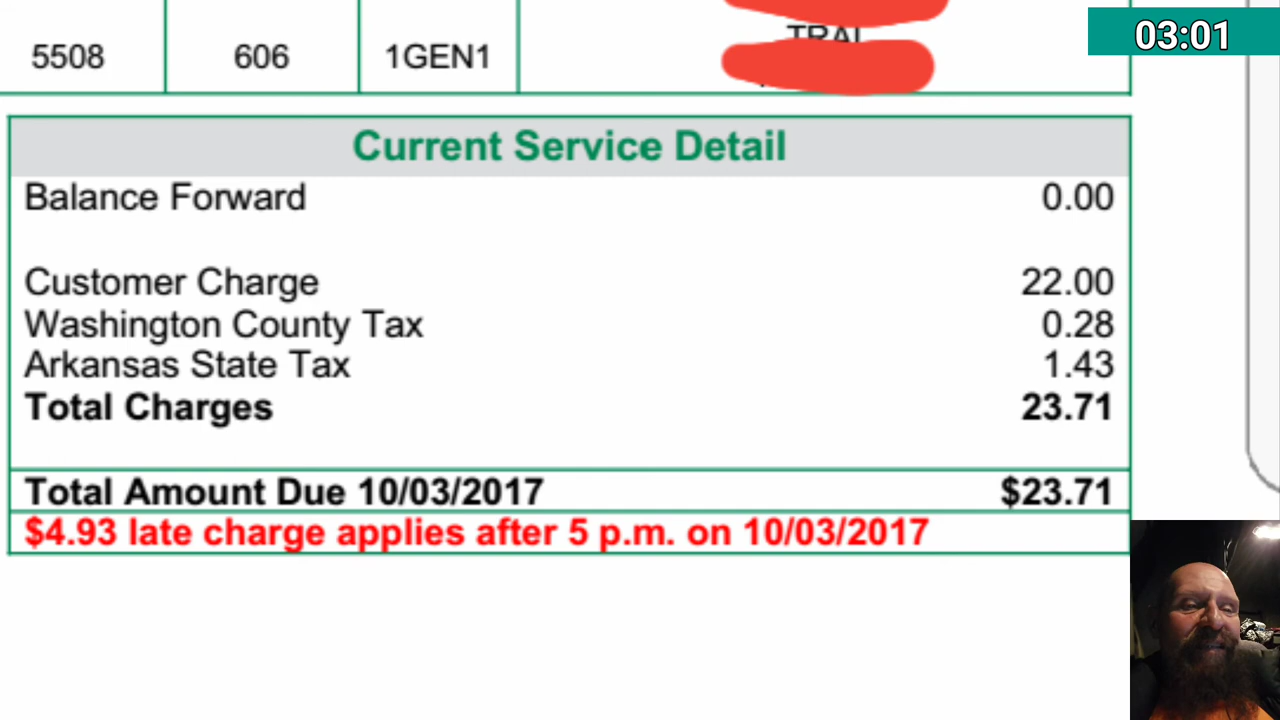 03:01
5508 606 1GEN1
Current Service Detail
Balance Forward 0.00
Customer Charge 22.00
Washington County Tax 0.28
Arkansas State Tax 1.43
Total Charges 23.71
Total Amount Due 10/03/2017 $23.71
$4.93 late charge applies after 5 p.m. on 10/03/2017